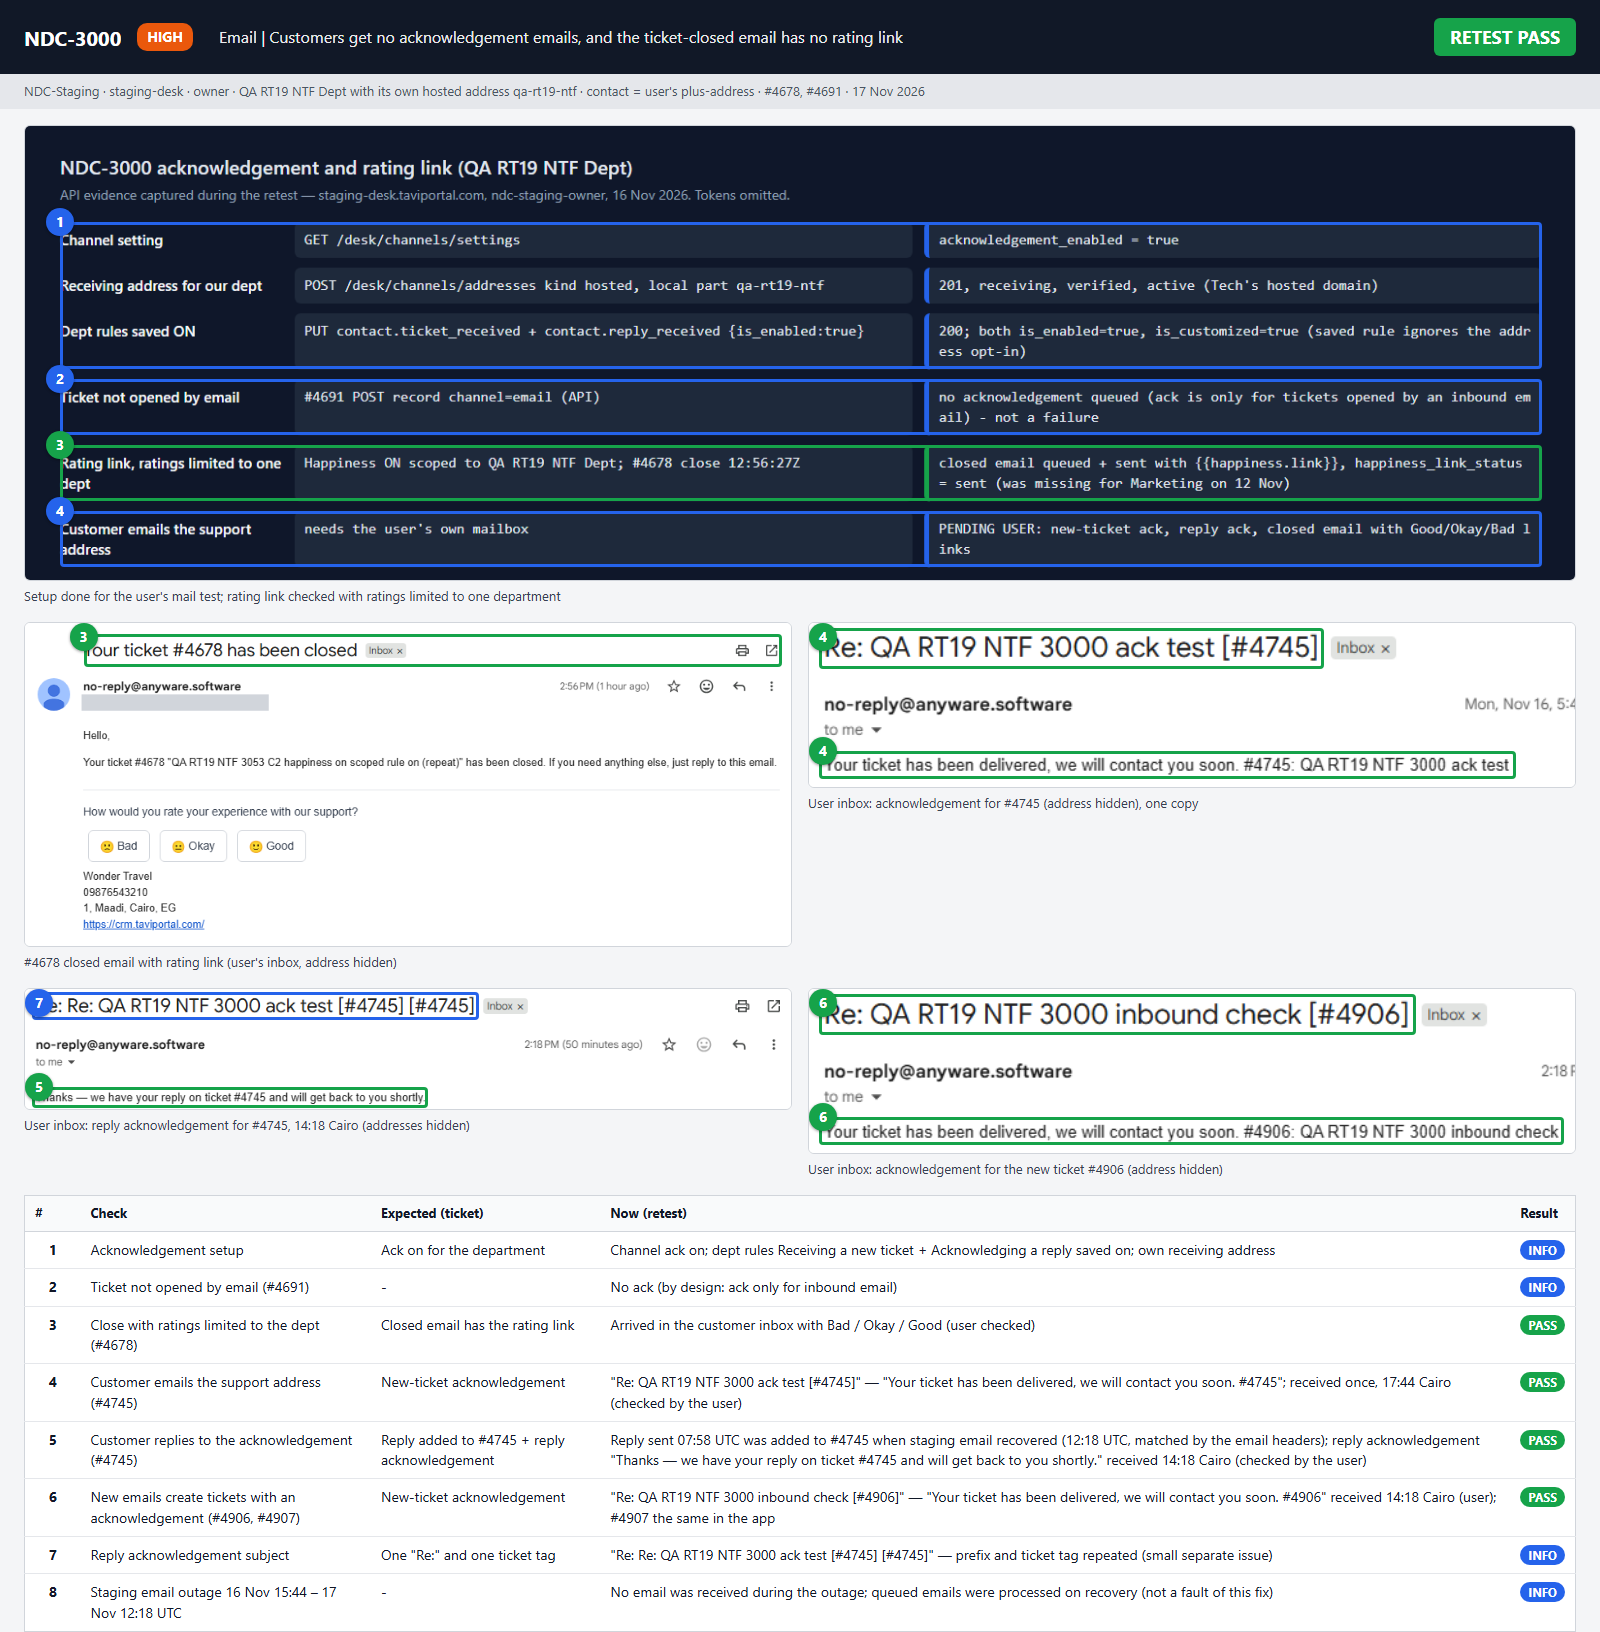 NDC-3000 HIGH Email | Customers get no acknowledgement emails, and the ticket-closed email has no rating link RETEST PASS
NDC-Staging · staging-desk · owner · QA RT19 NTF Dept with its own hosted address qa-rt19-ntf · contact = user's plus-address · #4678, #4691 · 17 Nov 2026
NDC-3000 acknowledgement and rating link (QA RT19 NTF Dept)
API evidence captured during the retest — staging-desk.taviportal.com, ndc-staging-owner, 16 Nov 2026. Tokens omitted.
1
Channel setting GET /desk/channels/settings acknowledgement_enabled = true
Receiving address for our dept POST /desk/channels/addresses kind hosted, local part qa-rt19-ntf 201, receiving, verified, active (Tech's hosted domain)
Dept rules saved ON PUT contact.ticket_received + contact.reply_received {is_enabled:true} 200; both is_enabled=true, is_customized=true (saved rule ignores the addr
ess opt-in)
2
Ticket not opened by email #4691 POST record channel=email (API) no acknowledgement queued (ack is only for tickets opened by an inbound em
ail) - not a failure
3
Rating link, ratings limited to one Happiness ON scoped to QA RT19 NTF Dept; #4678 close 12:56:27Z closed email queued + sent with {{happiness.link}}, happiness_link_status
dept = sent (was missing for Marketing on 12 Nov)
4
Customer emails the support needs the user's own mailbox PENDING USER: new-ticket ack, reply ack, closed email with Good/Okay/Bad l
address inks
Setup done for the user's mail test; rating link checked with ratings limited to one department
3
Your ticket #4678 has been closed Inbox ×
no-reply@anyware.software 2:56 PM (1 hour ago)
Hello,
Your ticket #4678 "QA RT19 NTF 3053 C2 happiness on scoped rule on (repeat)" has been closed. If you need anything else, just reply to this email.
How would you rate your experience with our support?
Bad Okay Good
Wonder Travel
09876543210
1, Maadi, Cairo, EG
https://crm.taviportal.com/
#4678 closed email with rating link (user's inbox, address hidden)
4
Re: QA RT19 NTF 3000 ack test [#4745] Inbox ×
no-reply@anyware.software Mon, Nov 16, 5:4
to me
4
Your ticket has been delivered, we will contact you soon. #4745: QA RT19 NTF 3000 ack test
User inbox: acknowledgement for #4745 (address hidden), one copy
7
Re: Re: QA RT19 NTF 3000 ack test [#4745] [#4745] Inbox ×
no-reply@anyware.software 2:18 PM (50 minutes ago)
to me
5
Thanks — we have your reply on ticket #4745 and will get back to you shortly.
User inbox: reply acknowledgement for #4745, 14:18 Cairo (addresses hidden)
6
Re: QA RT19 NTF 3000 inbound check [#4906] Inbox ×
no-reply@anyware.software 2:18 P
to me
6
Your ticket has been delivered, we will contact you soon. #4906: QA RT19 NTF 3000 inbound check
User inbox: acknowledgement for the new ticket #4906 (address hidden)
# Check Expected (ticket) Now (retest) Result
1 Acknowledgement setup Ack on for the department Channel ack on; dept rules Receiving a new ticket + Acknowledging a reply saved on; own receiving address INFO
2 Ticket not opened by email (#4691) - No ack (by design: ack only for inbound email) INFO
3 Close with ratings limited to the dept Closed email has the rating link Arrived in the customer inbox with Bad / Okay / Good (user checked) PASS
(#4678)
4 Customer emails the support address New-ticket acknowledgement "Re: QA RT19 NTF 3000 ack test [#4745]" — "Your ticket has been delivered, we will contact you soon. #4745"; received once, 17:44 Cairo PASS
(#4745) (checked by the user)
5 Customer replies to the acknowledgement Reply added to #4745 + reply Reply sent 07:58 UTC was added to #4745 when staging email recovered (12:18 UTC, matched by the email headers); reply acknowledgement PASS
(#4745) acknowledgement "Thanks — we have your reply on ticket #4745 and will get back to you shortly." received 14:18 Cairo (checked by the user)
6 New emails create tickets with an New-ticket acknowledgement "Re: QA RT19 NTF 3000 inbound check [#4906]" — "Your ticket has been delivered, we will contact you soon. #4906" received 14:18 Cairo (user); PASS
acknowledgement (#4906, #4907) #4907 the same in the app
7 Reply acknowledgement subject One "Re:" and one ticket tag "Re: Re: QA RT19 NTF 3000 ack test [#4745] [#4745]" — prefix and ticket tag repeated (small separate issue) INFO
8 Staging email outage 16 Nov 15:44 – 17 - No email was received during the outage; queued emails were processed on recovery (not a fault of this fix) INFO
Nov 12:18 UTC